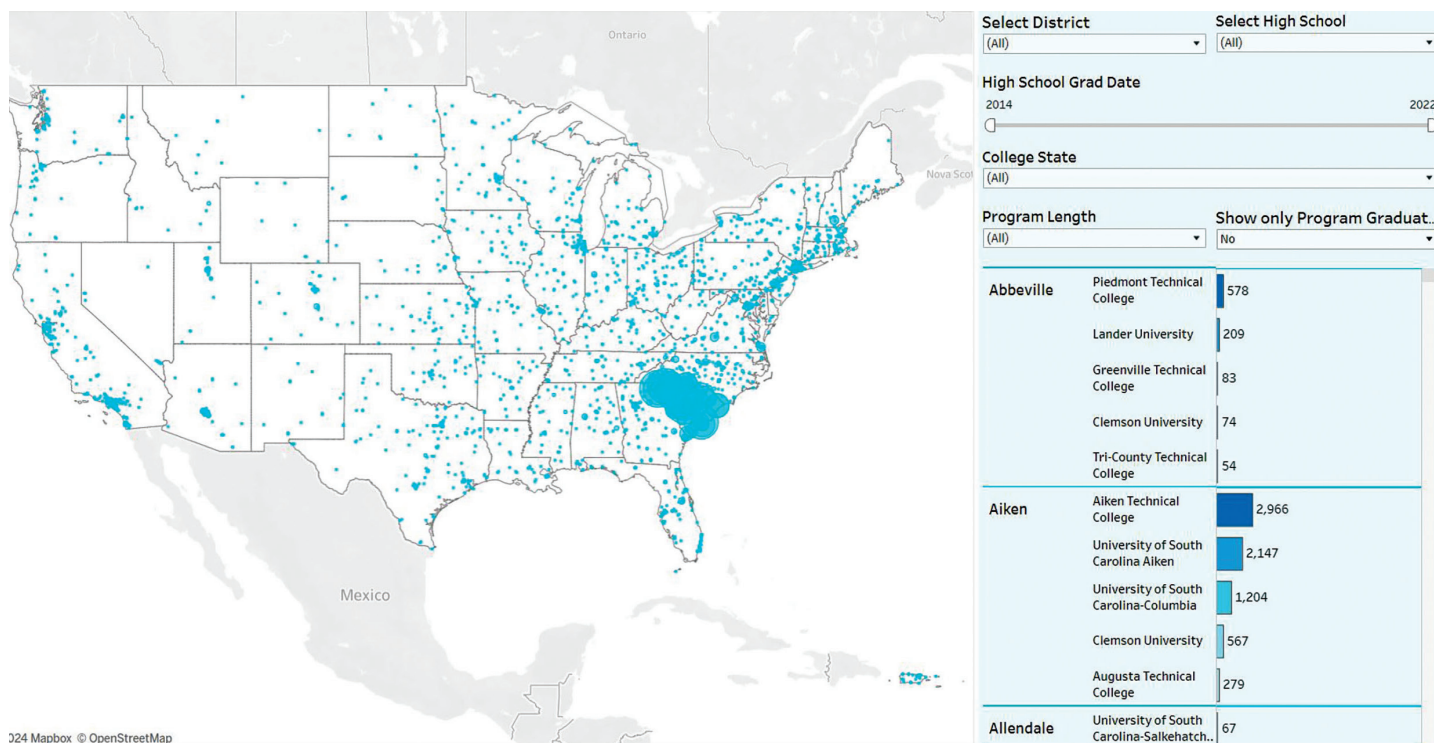 Ontario
Nova Scot
Mexico
024 Mapbox © OpenStreetMap
Select District
Select High School
(All)
(All)
High School Grad Date
2014
2022
College State
(All)
Program Length
Show only Program Graduat..
(All)
No
Abbeville
Piedmont Technical
College
578
Lander University
209
Greenville Technical
College
83
Clemson University
74
Tri-County Technical
College
54
Aiken
Aiken Technical
College
2,966
University of South
Carolina Aiken
2,147
University of South
Carolina-Columbia
1,204
Clemson University
567
Augusta Technical
College
279
Allendale
University of South
Carolina-Salkehatch..
67